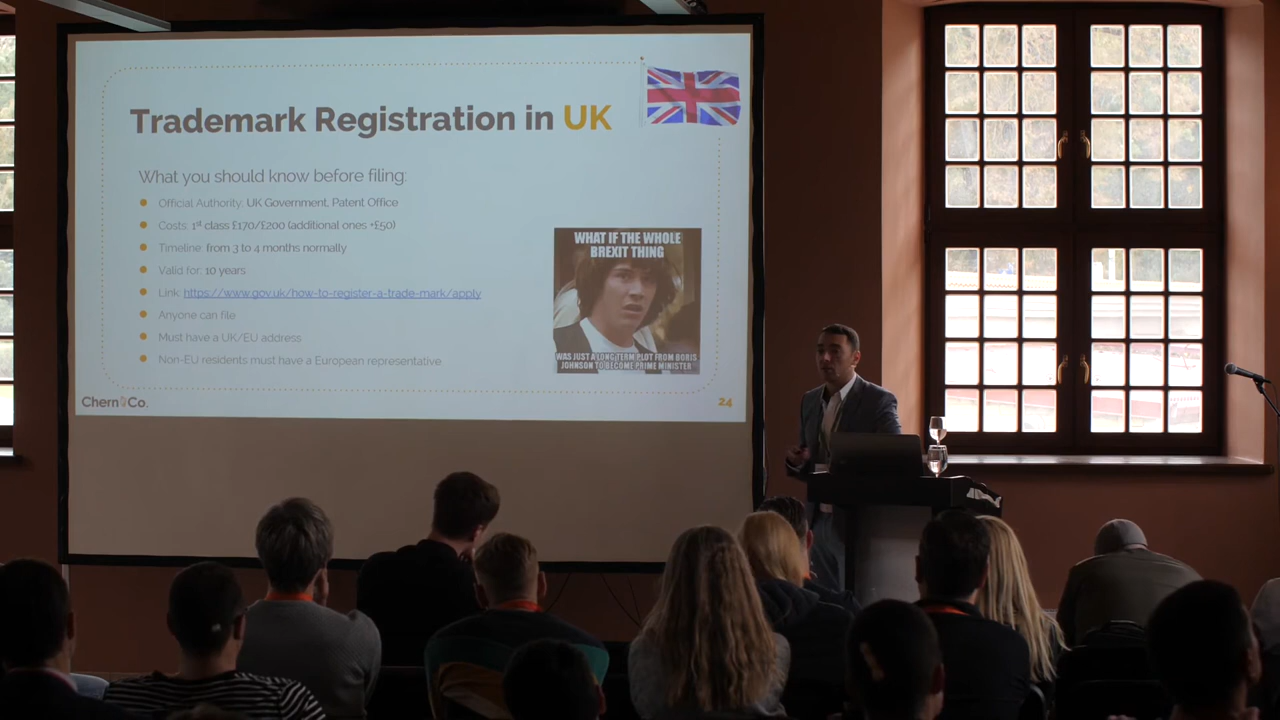 Trademark Registration in UK
What you should know before filing:
Official Authority: UK Government, Patent Office
Costs: 1st class £170/£200 (additional ones +£50)
Timeline: from 3 to 4 months normally
Valid for: 10 years
Link: https://www.gov.uk/how-to-register-a-trade-mark/apply
Anyone can file
Must have a UK/EU address
Non-EU residents must have a European representative
WHAT IF THE WHOLE
BREXIT THING
WAS JUST A LONG TERM PLOT FROM BORIS
JOHNSON TO BECOME PRIME MINISTER
Chern Co.
24